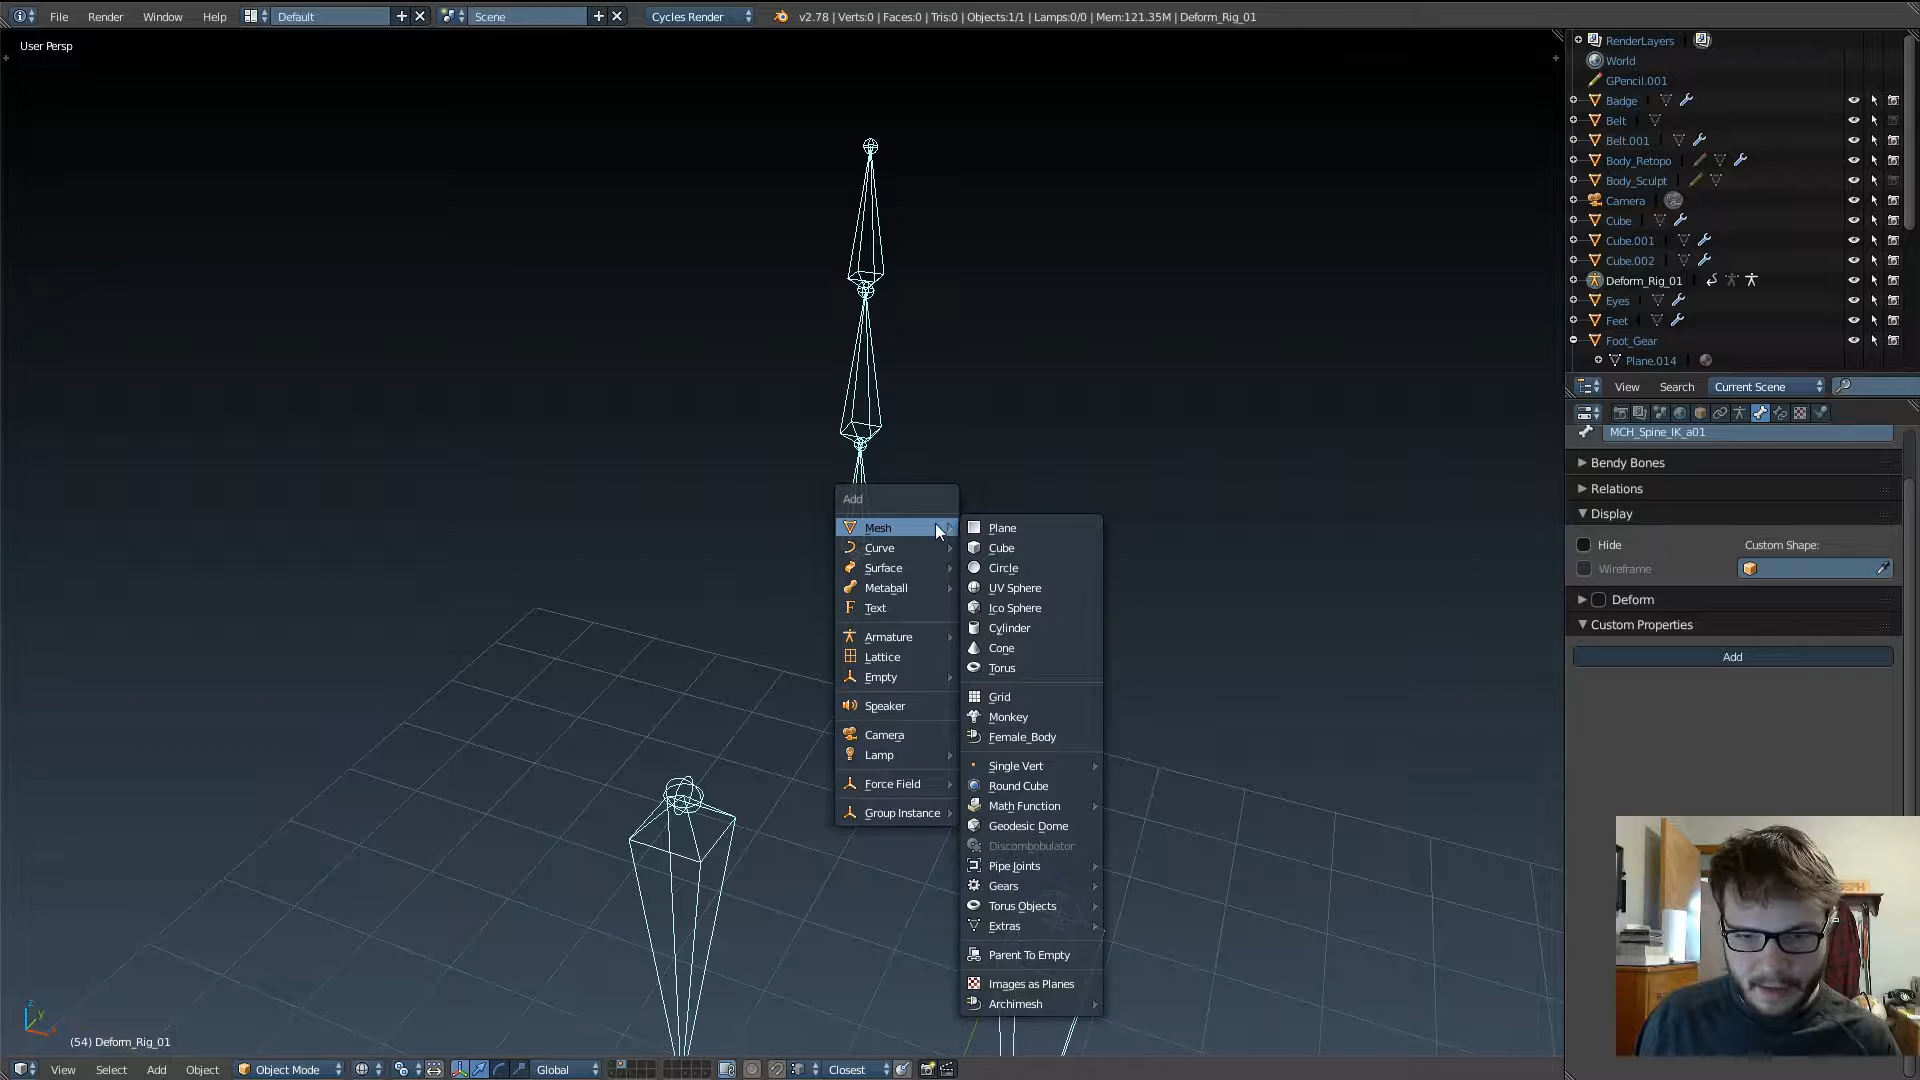 File Render Window Help Default Scene Cycles Render v2.78 | Verts:0 | Faces:0 | Tris:0 | Objects:1/1 | Lamps:0/0 | Mem:121.35M | Deform_Rig_01
User Persp
RenderLayers
World
GPencil.001
Badge
Belt
Belt.001
Body_Retopo
Body_Sculpt
Camera
Cube
Cube.001
Cube.002
Deform_Rig_01
Eyes
Feet
Foot_Gear
Plane.014
View Search Current Scene
MCH_Spine_IK_a01
Bendy Bones
Relations
Display
Hide Custom Shape:
Wireframe
Deform
Custom Properties
Add
Add
Mesh
Curve
Surface
Metaball
Text
Armature
Lattice
Empty
Speaker
Camera
Lamp
Force Field
Group Instance
Plane
Cube
Circle
UV Sphere
Ico Sphere
Cylinder
Cone
Torus
Grid
Monkey
Female_Body
Single Vert
Round Cube
Math Function
Geodesic Dome
Discombobulator
Pipe Joints
Gears
Torus Objects
Extras
Parent To Empty
Images as Planes
Archimesh
z
y
(54) Deform_Rig_01
View Select Add Object Object Mode Global Closest